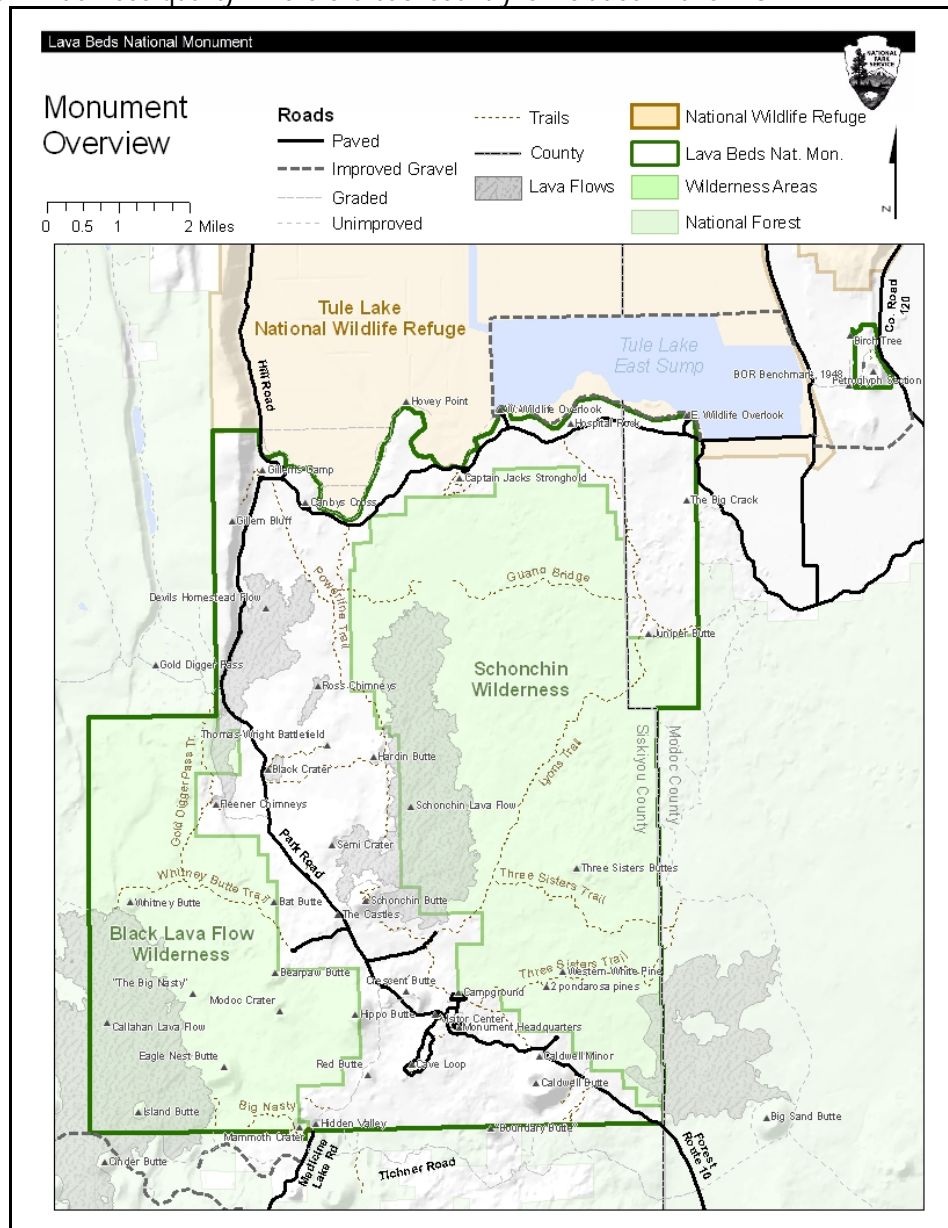 Lava Beds National Monument
NATIONAL
PARK
SERVICE
Monument
Overview
0 0.5 1 2 Miles
Roads
Paved
Improved Gravel
Graded
Unimproved
Trails
County
Lava Flows
National Wildlife Refuge
Lava Beds Nat. Mon.
Wilderness Areas
National Forest
N
Tule Lake
National Wildlife Refuge
Hill Road
Tule Lake
East Sump
Co. Road
120
Birch Tree
BOR Benchmark, 1948
Petroglyph Section
Hovey Point
W. Wildlife Overlook
E. Wildlife Overlook
Hospital Rock
Gillems Camp
Captain Jacks Stronghold
Canbys Cross
The Big Crack
Gillem Bluff
Powerline Trail
Guano Bridge
Devils Homestead Flow
Juniper Butte
Gold Digger Pass
Schonchin
Wilderness
Ross Chimneys
Thomas-Wright Battlefield
Hardin Butte
Lyons Trail
Siskiyou County
Modoc County
Black Crater
Gold Digger Pass Tr.
Fleener Chimneys
Schonchin Lava Flow
Park Road
Semi Crater
Three Sisters Buttes
Whitney Butte Trail
Three Sisters Trail
Whitney Butte
Bat Butte
Schonchin Butte
The Castles
Black Lava Flow
Wilderness
Three Sisters Trail
Bearpaw Butte
Western White Pine
"The Big Nasty"
Crescent Butte
2 pondarosa pines
Modoc Crater
Campground
Callahan Lava Flow
Hippo Butte
Visitor Center
Monument Headquarters
Eagle Nest Butte
Red Butte
Cave Loop
Caldwell Minor
Caldwell Butte
Island Butte
Big Nasty
Hidden Valley
"Boundary Butte"
Big Sand Butte
Mammoth Crater
Cinder Butte
Medicine
Lake Rd
Tichner Road
Forest
Route 10